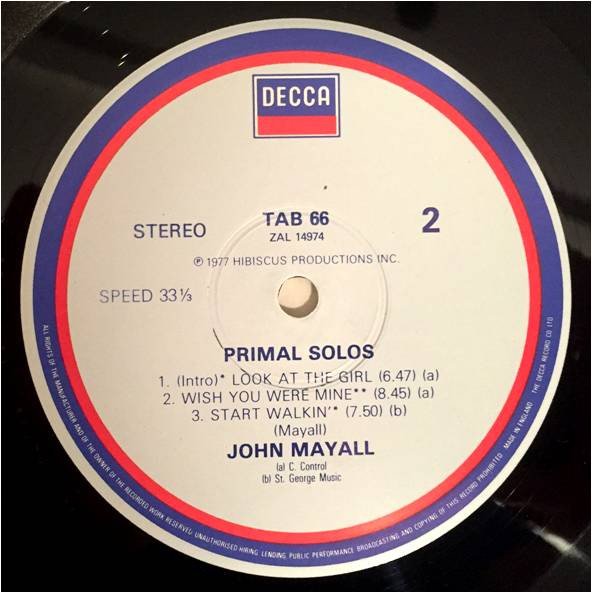 DECCA
STEREO
TAB 66
ZAL 14974
2
℗ 1977 HIBISCUS PRODUCTIONS INC.
SPEED 33⅓
PRIMAL SOLOS
1. (Intro)* LOOK AT THE GIRL (6.47) (a)
2. WISH YOU WERE MINE** (8.45) (a)
3. START WALKIN'* (7.50) (b)
(Mayall)
JOHN MAYALL
(a) C. Control
(b) St. George Music
ALL RIGHTS OF THE MANUFACTURER AND OF THE OWNER OF THE RECORDED WORK RESERVED. UNAUTHORISED HIRING, LENDING, PUBLIC PERFORMANCE BROADCASTING AND COPYING OF THIS RECORD PROHIBITED MADE IN ENGLAND THE DECCA RECORD CO LTD